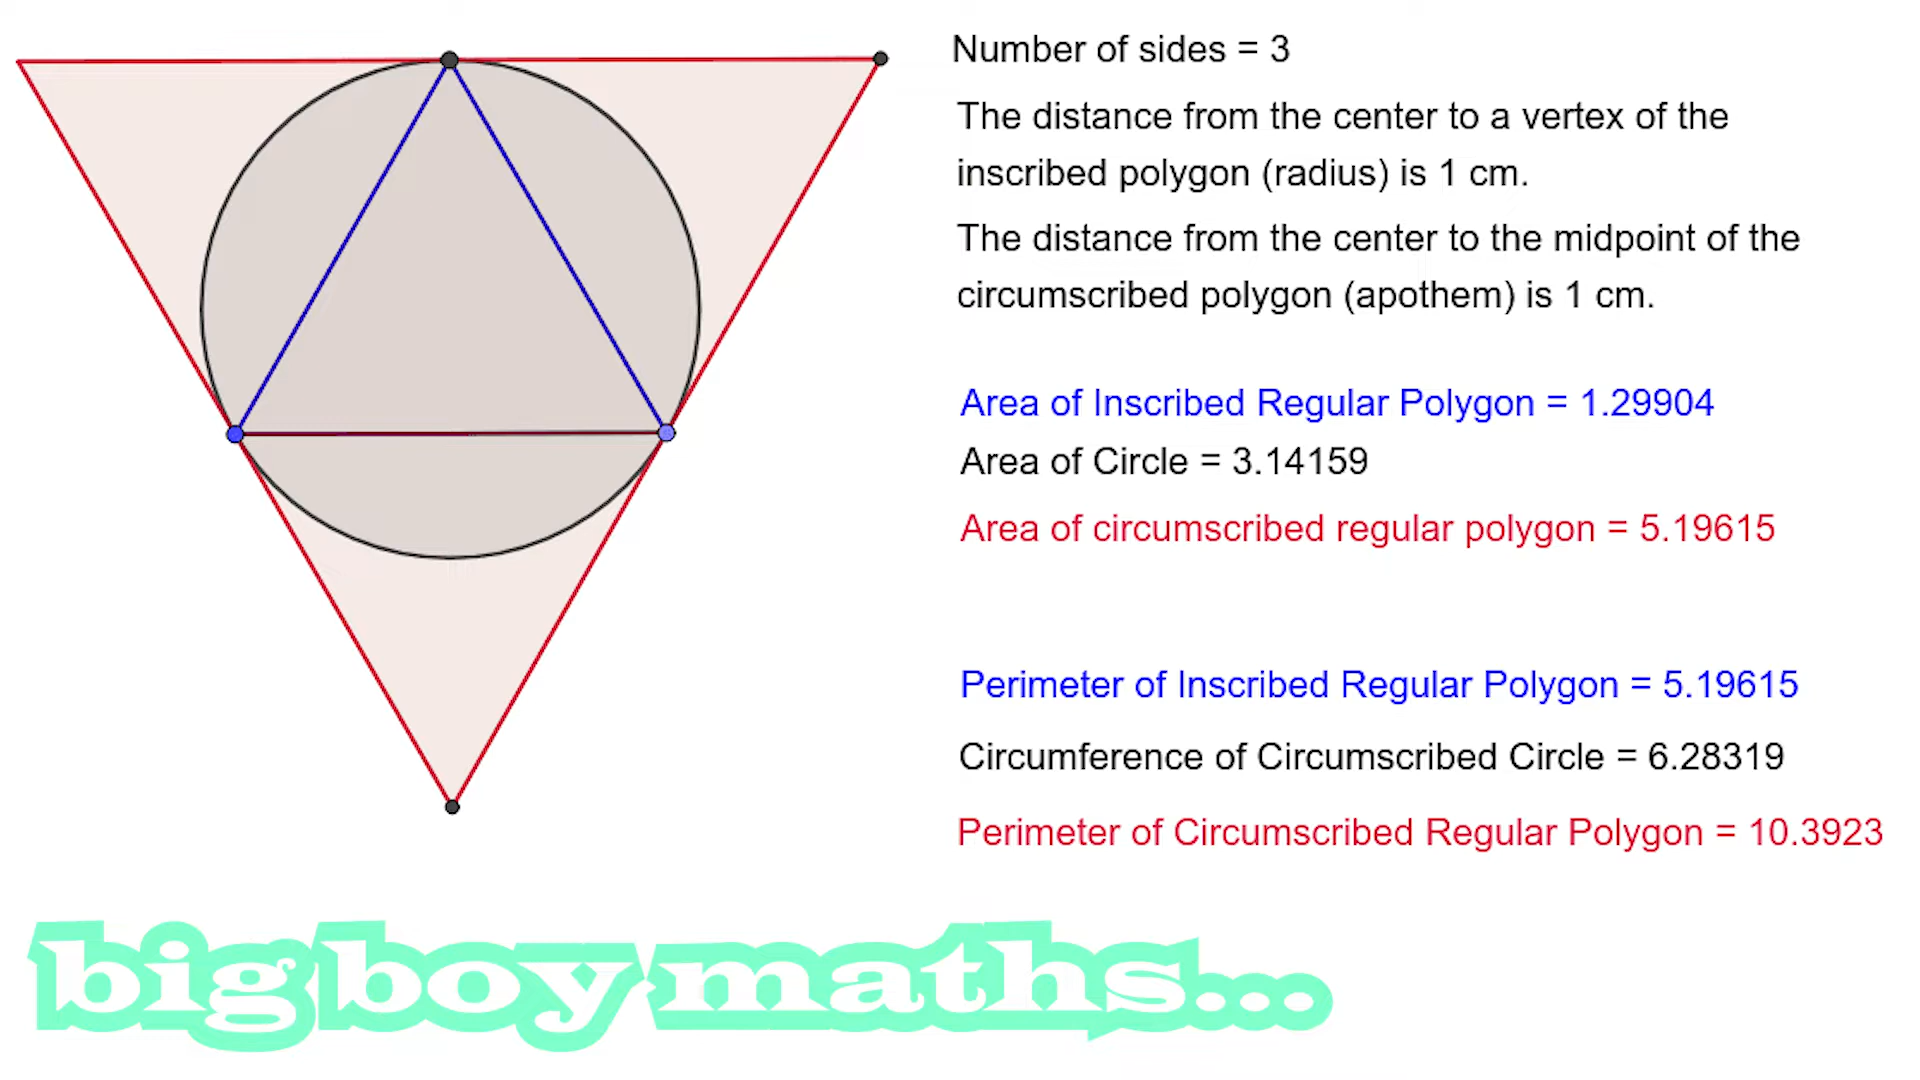 Number of sides = 3
The distance from the center to a vertex of the
inscribed polygon (radius) is 1 cm.
The distance from the center to the midpoint of the
circumscribed polygon (apothem) is 1 cm.
Area of Inscribed Regular Polygon = 1.29904
Area of Circle = 3.14159
Area of circumscribed regular polygon = 5.19615
Perimeter of Inscribed Regular Polygon = 5.19615
Circumference of Circumscribed Circle = 6.28319
Perimeter of Circumscribed Regular Polygon = 10.3923
big boy maths...